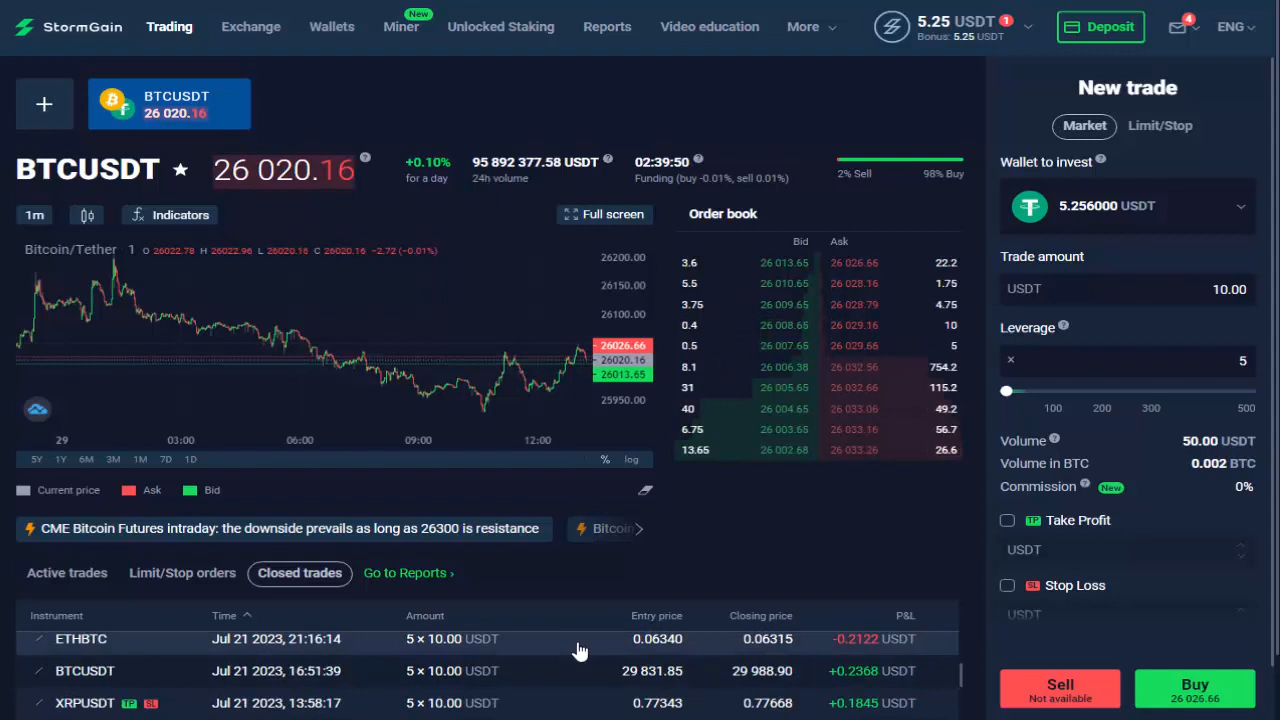 StormGain Trading Exchange Wallets Miner New Unlocked Staking Reports Video education More 5.25 USDT 1 Bonus: 5.25 USDT Deposit 4 ENG
+ BTCUSDT
26 020.16
BTCUSDT ★ 26 020.16 ? +0.10% 95 892 377.58 USDT ? 02:39:50 ?
for a day 24h volume Funding (buy -0.01%, sell 0.01%) 2% Sell 98% Buy
1m Indicators Full screen
Bitcoin/Tether 1 O 26022.78 H 26022.96 L 26020.16 C 26020.16 -2.72 (-0.01%)
26200.00
26150.00
26100.00
26026.66
26020.16
26013.65
25950.00
29 03:00 06:00 09:00 12:00
5Y 1Y 6M 3M 1M 7D 1D % log
Current price Ask Bid
Order book
Bid Ask
3.6 26 013.65 26 026.66 22.2
5.5 26 010.65 26 028.16 1.75
3.75 26 009.65 26 028.79 4.75
0.4 26 008.65 26 029.16 10
0.5 26 007.65 26 029.66 5
8.1 26 006.38 26 032.56 754.2
31 26 005.65 26 032.66 115.2
40 26 004.65 26 033.06 49.2
6.75 26 003.65 26 033.16 56.7
13.65 26 002.68 26 033.26 26.6
CME Bitcoin Futures intraday: the downside prevails as long as 26300 is resistance Bitcoin
Active trades Limit/Stop orders Closed trades Go to Reports ›
Instrument Time Amount Entry price Closing price P&L
ETHBTC Jul 21 2023, 21:16:14 5 × 10.00 USDT 0.06340 0.06315 -0.2122 USDT
BTCUSDT Jul 21 2023, 16:51:39 5 × 10.00 USDT 29 831.85 29 988.90 +0.2368 USDT
XRPUSDT TP SL Jul 21 2023, 13:58:17 5 × 10.00 USDT 0.77343 0.77668 +0.1845 USDT
New trade
Market Limit/Stop
Wallet to invest ?
5.256000 USDT
Trade amount
USDT 10.00
Leverage ?
× 5
100 200 300 500
Volume ? 50.00 USDT
Volume in BTC 0.002 BTC
Commission ? New 0%
TP Take Profit
USDT
SL Stop Loss
USDT
Sell Buy
Not available 26 026.66